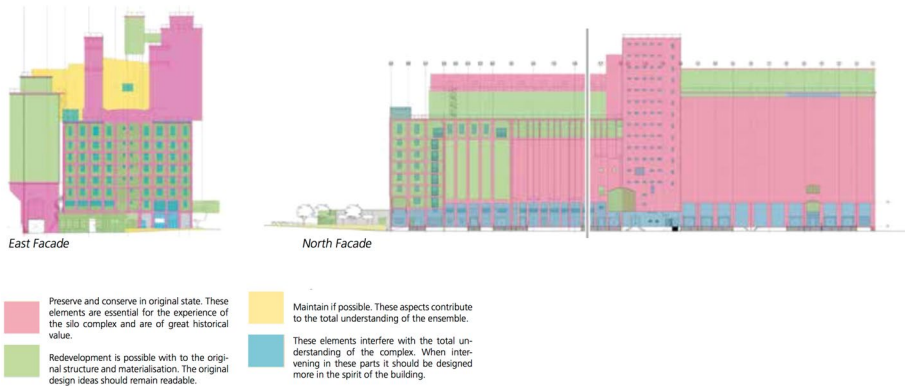 East Facade
North Facade
Preserve and conserve in original state. These
elements are essential for the experience of
the silo complex and are of great historical
value.
Redevelopment is possible with to the origi-
nal structure and materialisation. The original
design ideas should remain readable.
Maintain if possible. These aspects contribute
to the total understanding of the ensemble.
These elements interfere with the total un-
derstanding of the complex. When inter-
vening in these parts it should be designed
more in the spirit of the building.